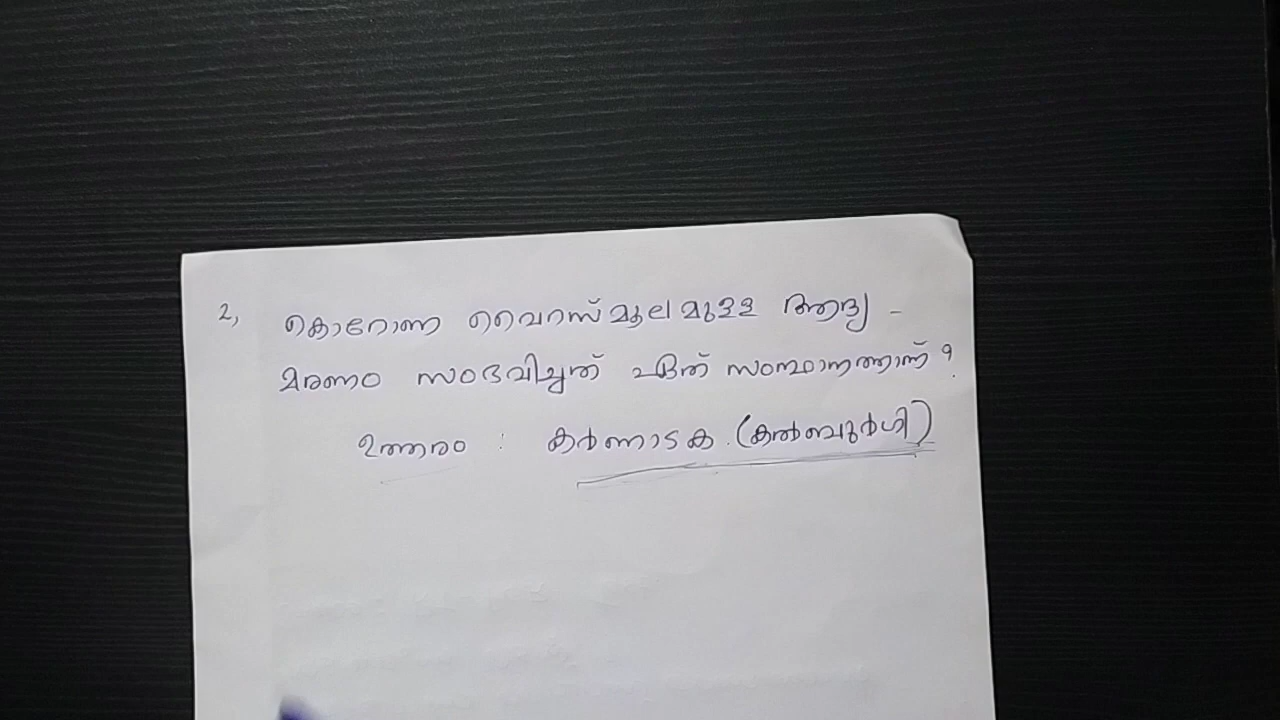 2, കൊറോണ വൈറസ് മൂലമുള്ള ആദ്യ -
മരണം സംഭവിച്ചത് ഏത് സംസ്ഥാനത്താണ് ?
ഉത്തരം : കർണാടക (കൽബുർഗി)